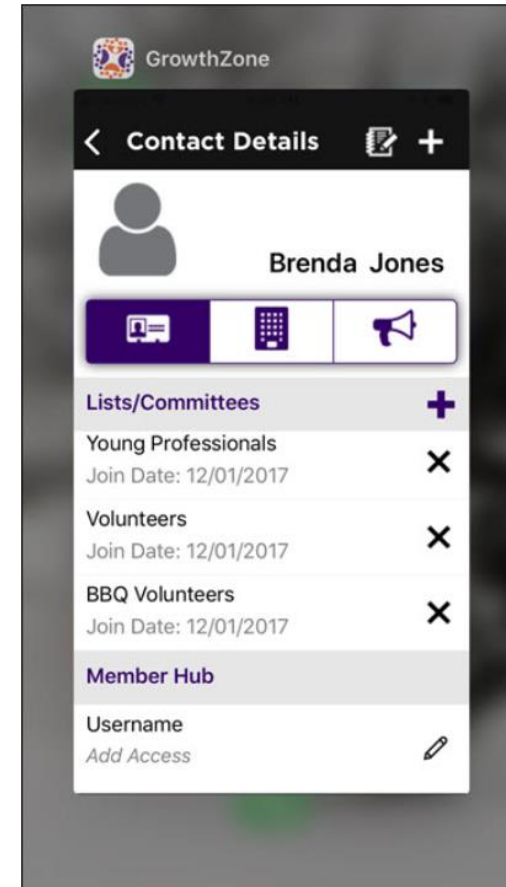 GrowthZone
Contact Details
Brenda Jones
Lists/Committees
Young Professionals
Join Date: 12/01/2017
Volunteers
Join Date: 12/01/2017
BBQ Volunteers
Join Date: 12/01/2017
Member Hub
Username
Add Access